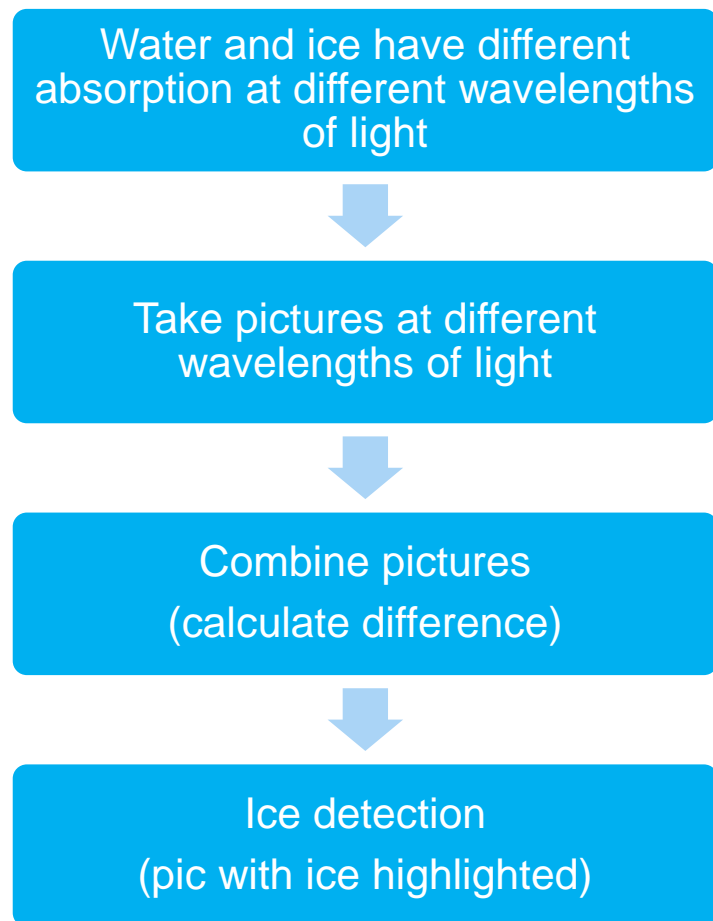 Water and ice have different
absorption at different wavelengths
of light
Take pictures at different
wavelengths of light
Combine pictures
(calculate difference)
Ice detection
(pic with ice highlighted)